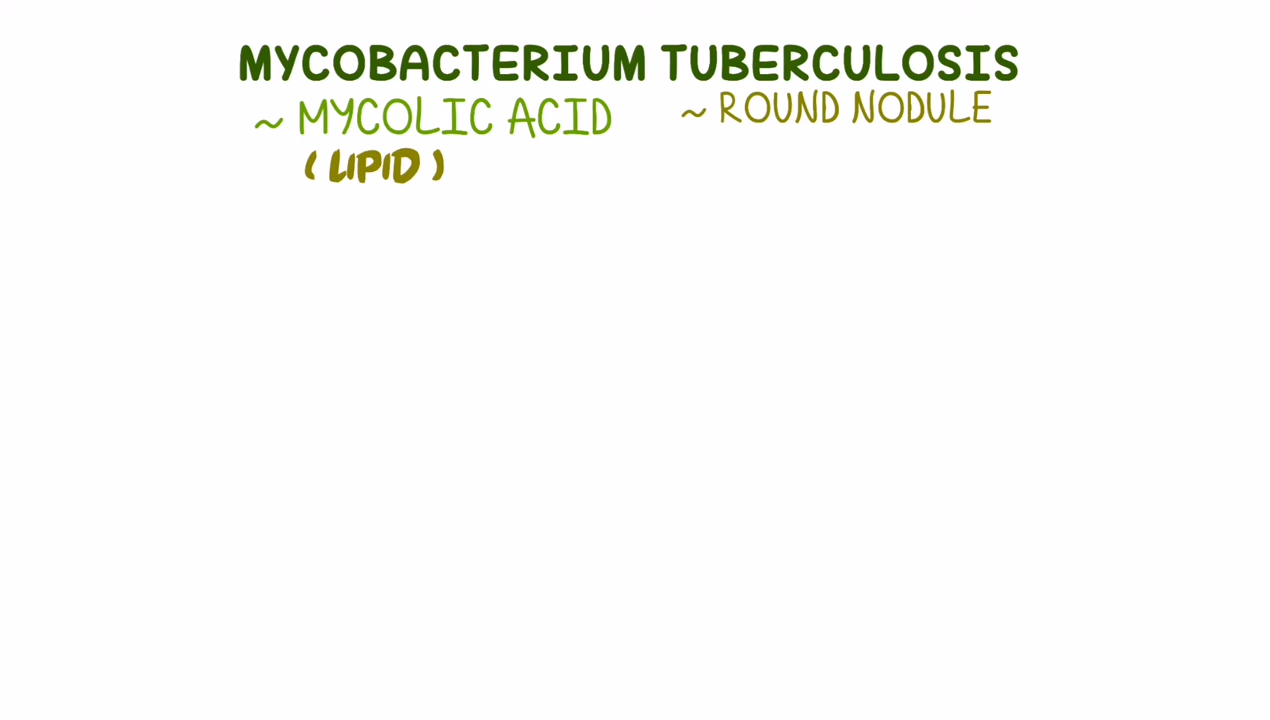 MYCOBACTERIUM TUBERCULOSIS
~ MYCOLIC ACID ~ ROUND NODULE
( LIPID )